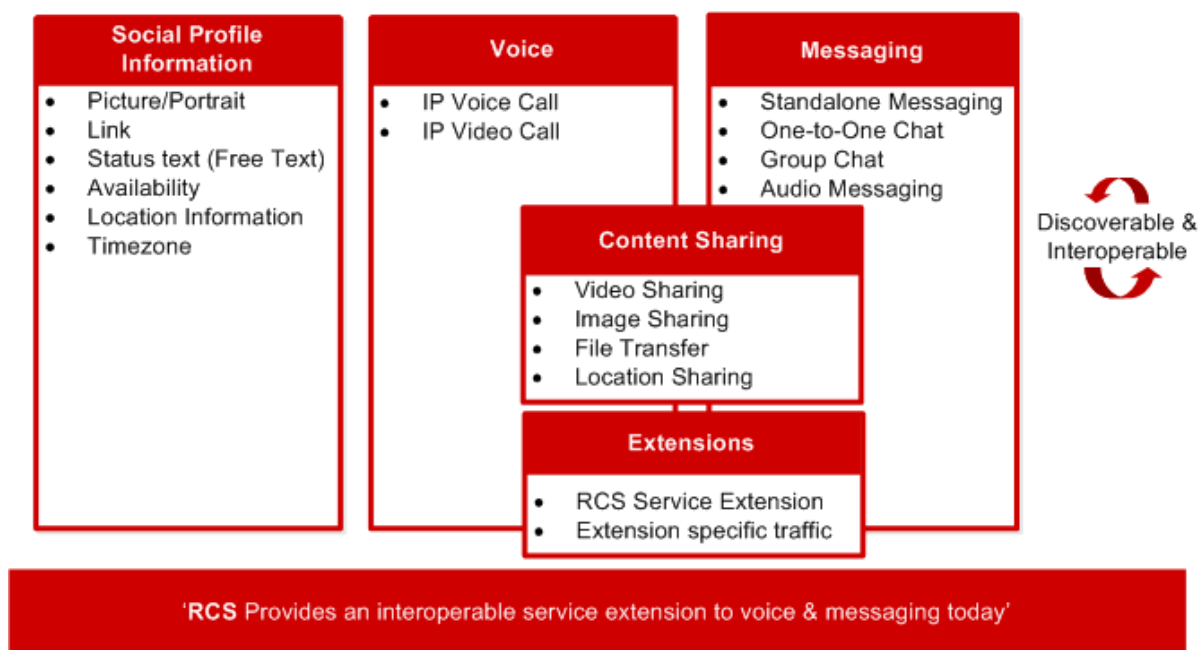 Social Profile
Information
• Picture/Portrait
• Link
• Status text (Free Text)
• Availability
• Location Information
• Timezone
Voice
• IP Voice Call
• IP Video Call
Messaging
• Standalone Messaging
• One-to-One Chat
• Group Chat
• Audio Messaging
Content Sharing
• Video Sharing
• Image Sharing
• File Transfer
• Location Sharing
Extensions
• RCS Service Extension
• Extension specific traffic
Discoverable &
Interoperable
‘RCS Provides an interoperable service extension to voice & messaging today’